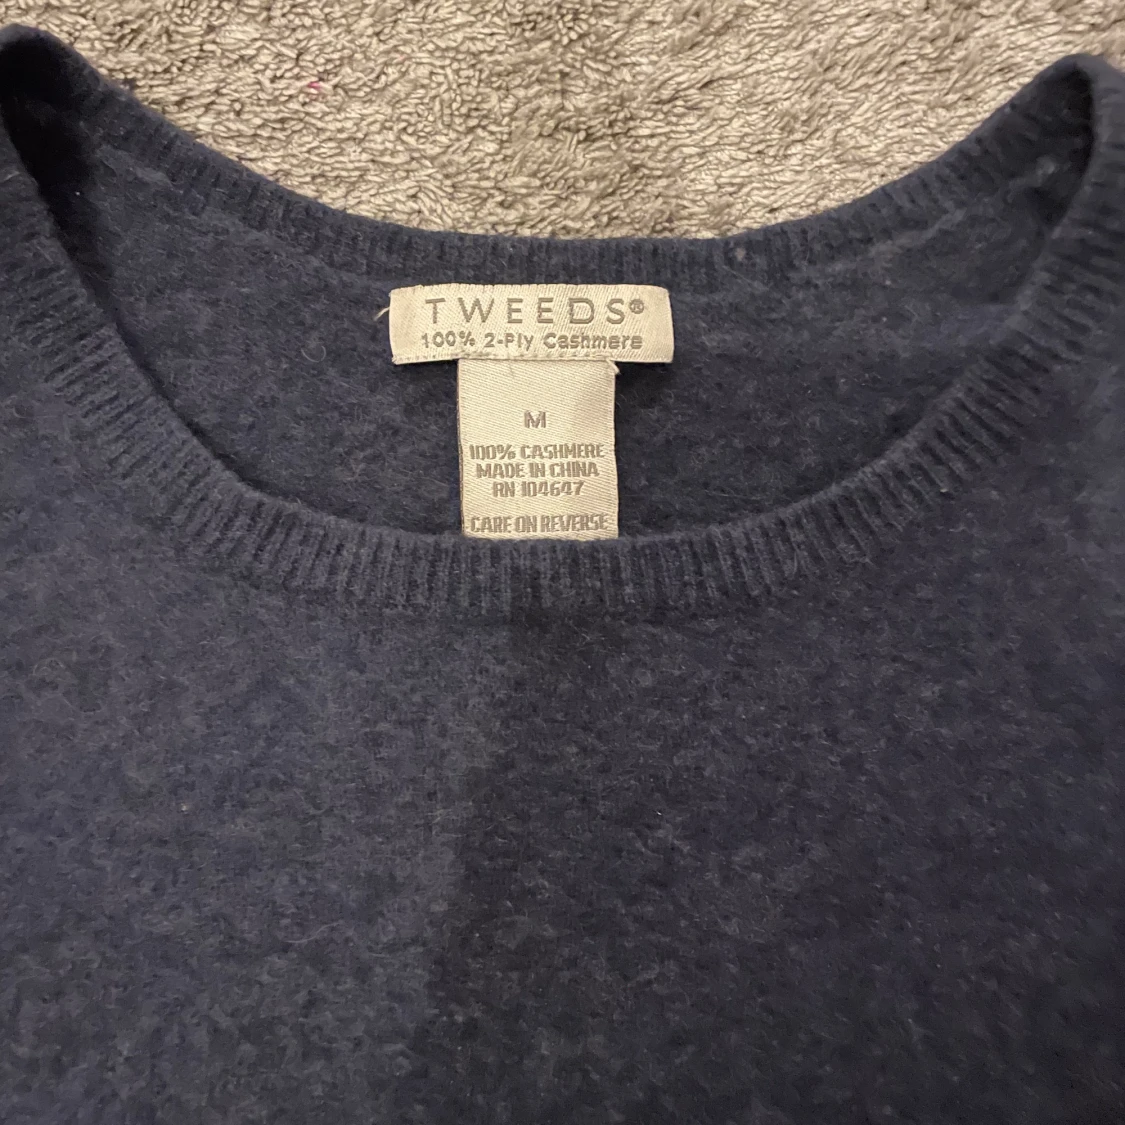 TWEEDS®
100% 2-Ply Cashmere
M
100% CASHMERE
MADE IN CHINA
RN 104647
CARE ON REVERSE